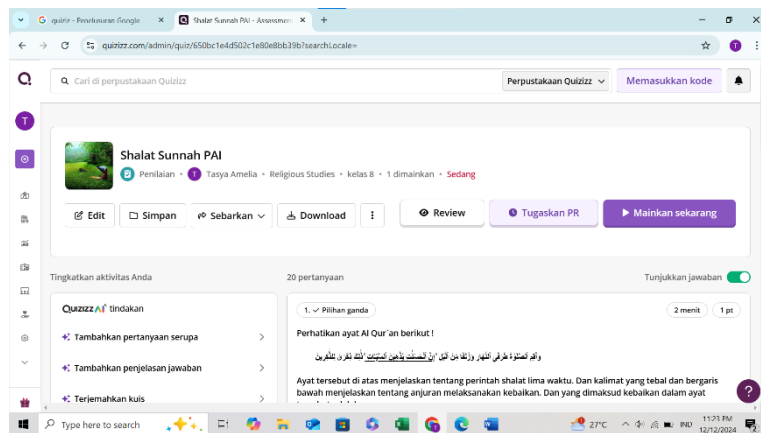 quiziz - Penelusuran Google
Shalat Sunnah PAI - Assessment
quizizz.com/admin/quiz/650bc1e4d502c1e80e8bb39b?searchLocale=
Cari di perpustakaan Quizizz
Perpustakaan Quizizz
Memasukkan kode
T
Shalat Sunnah PAI
Penilaian • T Tasya Amelia • Religious Studies • kelas 8 • 1 dimainkan • Sedang
Edit
Simpan
Sebarkan
Download
Review
Tugaskan PR
Mainkan sekarang
Tingkatkan aktivitas Anda
20 pertanyaan
Tunjukkan jawaban
Quizizz AI tindakan
Tambahkan pertanyaan serupa
Tambahkan penjelasan jawaban
Terjemahkan kuis
1. Pilihan ganda
2 menit
1 pt
Perhatikan ayat Al Qur'an berikut !
وَأَقِمِ الصَّلَوٰةَ طَرَفَيِ النَّهَارِ وَزُلَفًا مِّنَ الَّيْلِ إِنَّ الْحَسَنٰتِ يُذْهِبْنَ السَّيِّـَٔاتِ ذٰلِكَ ذِكْرٰى لِلذّٰكِرِيْنَ
Ayat tersebut di atas menjelaskan tentang perintah shalat lima waktu. Dan kalimat yang tebal dan bergaris
bawah menjelaskan tentang anjuran melaksanakan kebaikan. Dan yang dimaksud kebaikan dalam ayat
?
Type here to search
27°C
IND
11:23 PM
12/12/2024